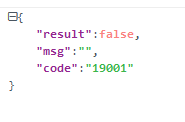 {
"result":false,
"msg":"",
"code":"19001"
}